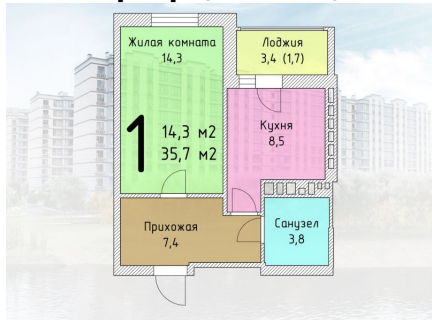 Жилая комната
14,3
Лоджия
3,4 (1,7)
1
14,3 м2
35,7 м2
Кухня
8,5
Прихожая
7,4
Санузел
3,8